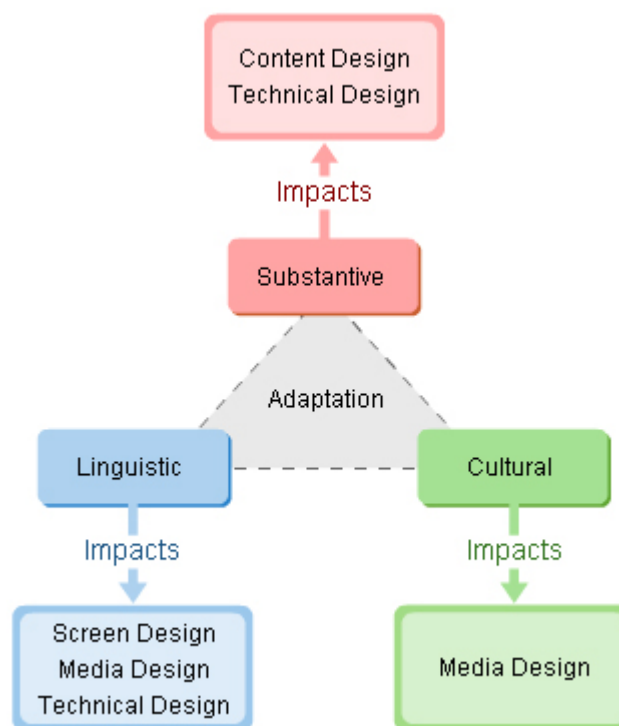 Content Design
Technical Design
Impacts
Substantive
Adaptation
Linguistic
Cultural
Impacts
Impacts
Screen Design
Media Design
Technical Design
Media Design